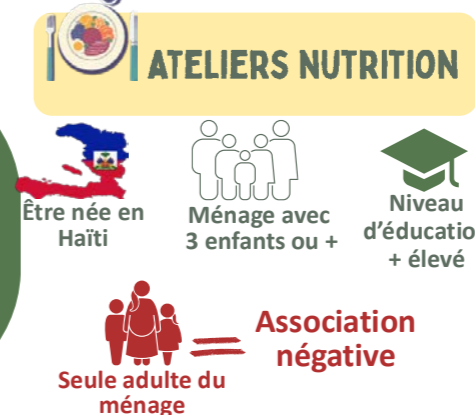 ATELIERS NUTRITION
Être née en
Haïti
Ménage avec
3 enfants ou +
Niveau
d'éducatio
+ élevé
Seule adulte du
ménage
=
Association
négative